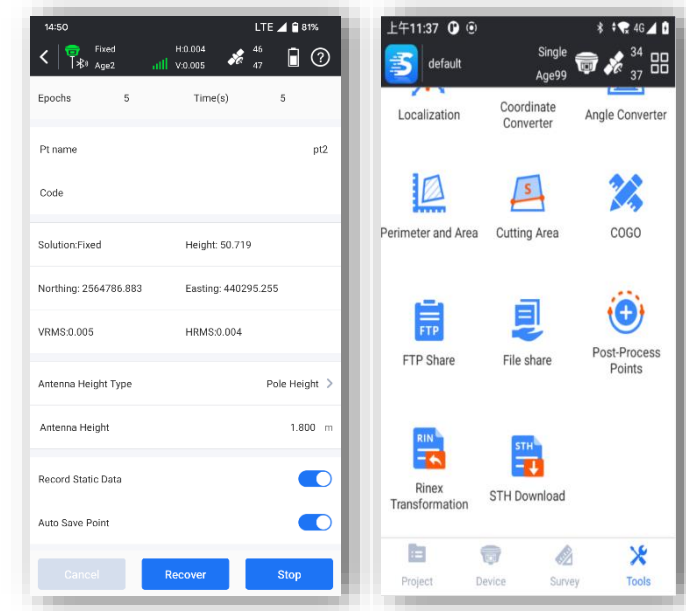 14:50 LTE 81%
Fixed H:0.004 46
Age2 V:0.005 47
Epochs 5 Time(s) 5
Pt name pt2
Code
Solution:Fixed Height: 50.719
Northing: 2564786.883 Easting: 440295.255
VRMS:0.005 HRMS:0.004
Antenna Height Type Pole Height
Antenna Height 1.800 m
Record Static Data
Auto Save Point
Cancel Recover Stop
上午11:37 4G
default Single 34
Age99 37
Localization Coordinate Converter Angle Converter
Perimeter and Area Cutting Area COGO
FTP
FTP Share File share Post-Process Points
RIN STH
Rinex Transformation STH Download
Project Device Survey Tools